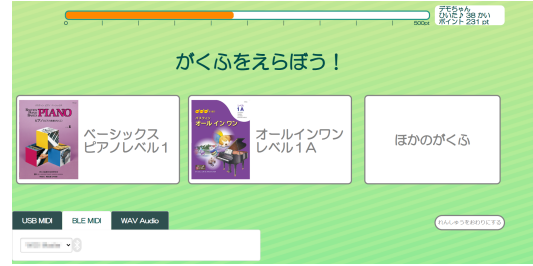 デモちゃん
ひいた♪ 38 かい
ポイント 231 pt
0
500pt
がくふをえらぼう！
PIANO
ベーシックス
ピアノレベル１
1A
オールインワン
オールインワン
レベル１Ａ
ほかのがくふ
USB MIDI
BLE MIDI
WAV Audio
れんしゅうをおわりにする